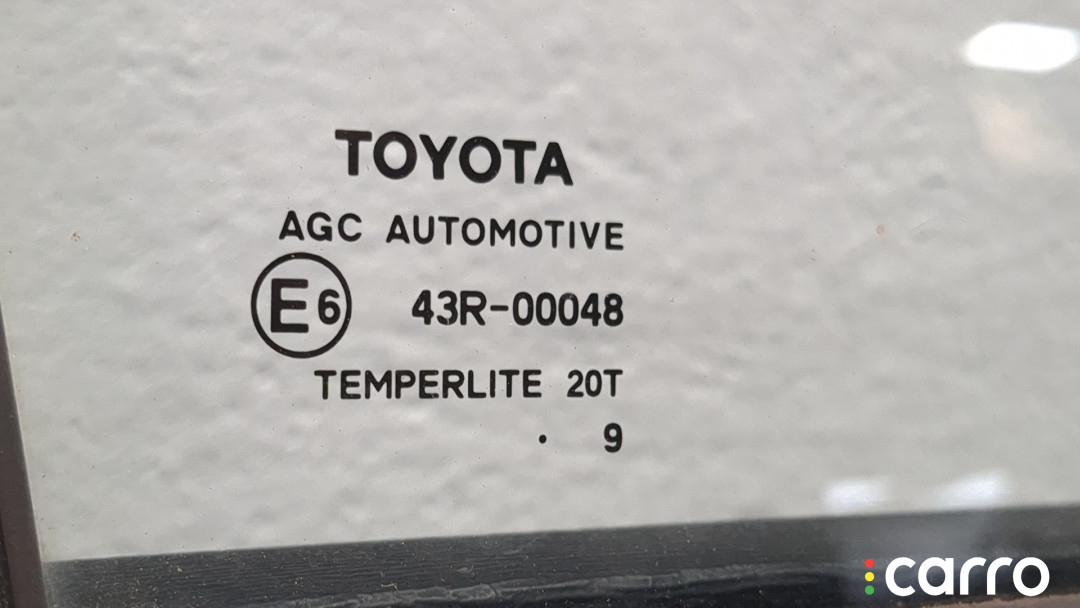 TOYOTA
AGC AUTOMOTIVE
E6 43R-00048
TEMPERLITE 20T
. 9
carro